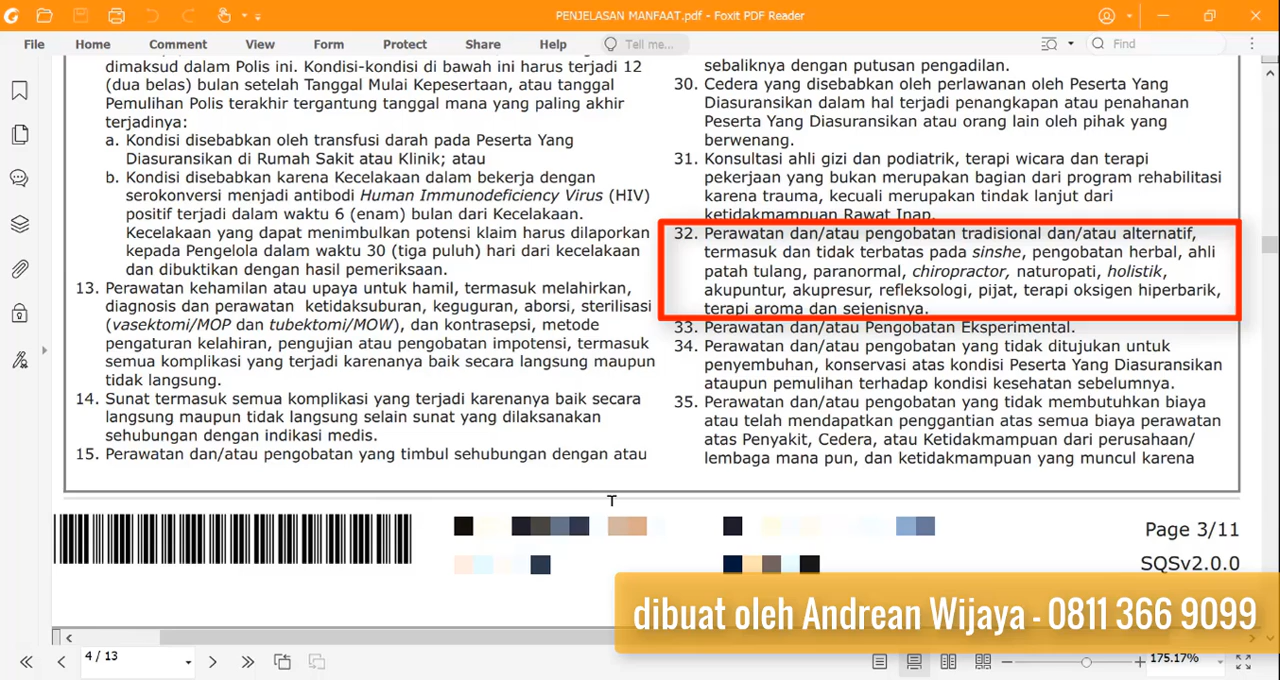 PENJELASAN MANFAAT.pdf - Foxit PDF Reader
File Home Comment View Form Protect Share Help Tell me... Find
dimaksud dalam Polis ini. Kondisi-kondisi di bawah ini harus terjadi 12
(dua belas) bulan setelah Tanggal Mulai Kepesertaan, atau tanggal
Pemulihan Polis terakhir tergantung tanggal mana yang paling akhir
terjadinya:
a. Kondisi disebabkan oleh transfusi darah pada Peserta Yang
Diasuransikan di Rumah Sakit atau Klinik; atau
b. Kondisi disebabkan karena Kecelakaan dalam bekerja dengan
serokonversi menjadi antibodi Human Immunodeficiency Virus (HIV)
positif terjadi dalam waktu 6 (enam) bulan dari Kecelakaan.
Kecelakaan yang dapat menimbulkan potensi klaim harus dilaporkan
kepada Pengelola dalam waktu 30 (tiga puluh) hari dari kecelakaan
dan dibuktikan dengan hasil pemeriksaan.
13. Perawatan kehamilan atau upaya untuk hamil, termasuk melahirkan,
diagnosis dan perawatan ketidaksuburan, keguguran, aborsi, sterilisasi
(vasektomi/MOP dan tubektomi/MOW), dan kontrasepsi, metode
pengaturan kelahiran, pengujian atau pengobatan impotensi, termasuk
semua komplikasi yang terjadi karenanya baik secara langsung maupun
tidak langsung.
14. Sunat termasuk semua komplikasi yang terjadi karenanya baik secara
langsung maupun tidak langsung selain sunat yang dilaksanakan
sehubungan dengan indikasi medis.
15. Perawatan dan/atau pengobatan yang timbul sehubungan dengan atau
sebaliknya dengan putusan pengadilan.
30. Cedera yang disebabkan oleh perlawanan oleh Peserta Yang
Diasuransikan dalam hal terjadi penangkapan atau penahanan
Peserta Yang Diasuransikan atau orang lain oleh pihak yang
berwenang.
31. Konsultasi ahli gizi dan podiatrik, terapi wicara dan terapi
pekerjaan yang bukan merupakan bagian dari program rehabilitasi
karena trauma, kecuali merupakan tindak lanjut dari
ketidakmampuan Rawat Inap.
32. Perawatan dan/atau pengobatan tradisional dan/atau alternatif,
termasuk dan tidak terbatas pada sinshe, pengobatan herbal, ahli
patah tulang, paranormal, chiropractor, naturopati, holistik,
akupuntur, akupresur, refleksologi, pijat, terapi oksigen hiperbarik,
terapi aroma dan sejenisnya.
33. Perawatan dan/atau Pengobatan Eksperimental.
34. Perawatan dan/atau pengobatan yang tidak ditujukan untuk
penyembuhan, konservasi atas kondisi Peserta Yang Diasuransikan
ataupun pemulihan terhadap kondisi kesehatan sebelumnya.
35. Perawatan dan/atau pengobatan yang tidak membutuhkan biaya
atau telah mendapatkan penggantian atas semua biaya perawatan
atas Penyakit, Cedera, atau Ketidakmampuan dari perusahaan/
lembaga mana pun, dan ketidakmampuan yang muncul karena
Page 3/11
SQSv2.0.0
dibuat oleh Andrean Wijaya - 0811 366 9099
4 / 13
175.17%